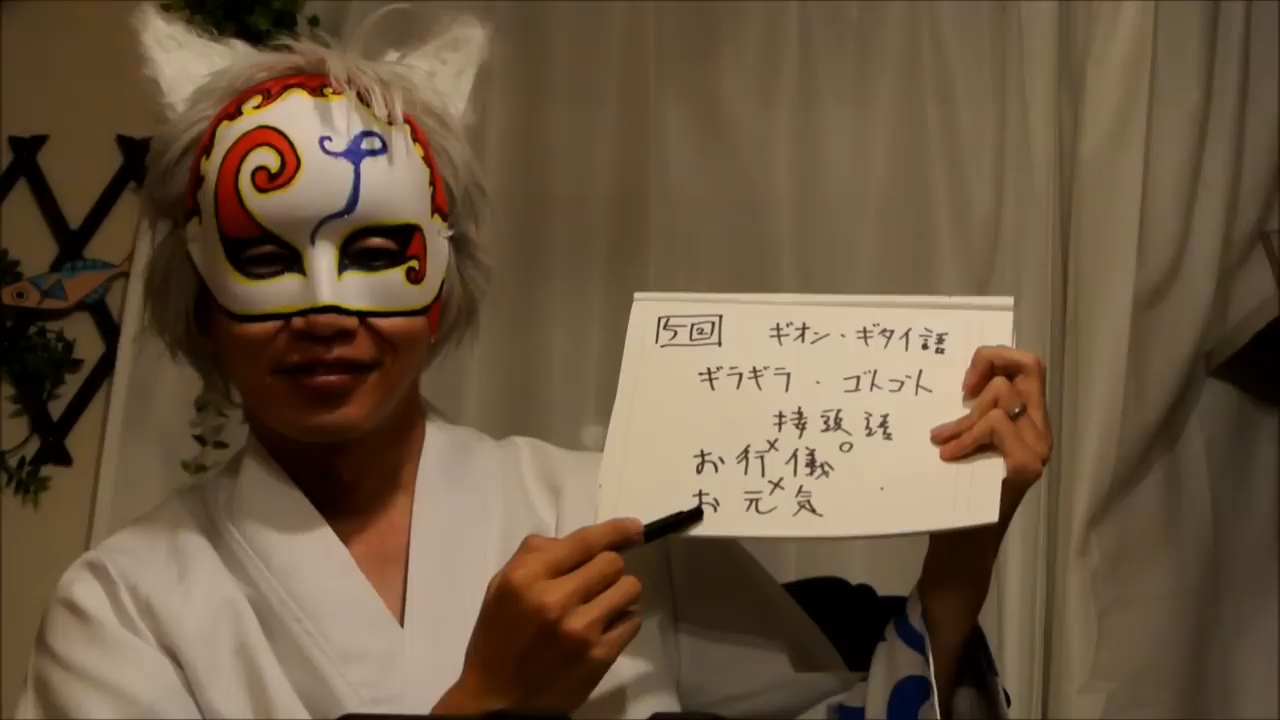 5回 ギオン・ギタイ語
ギラギラ・ゴトゴト
接頭語
× ○
お行儀
×
お元気